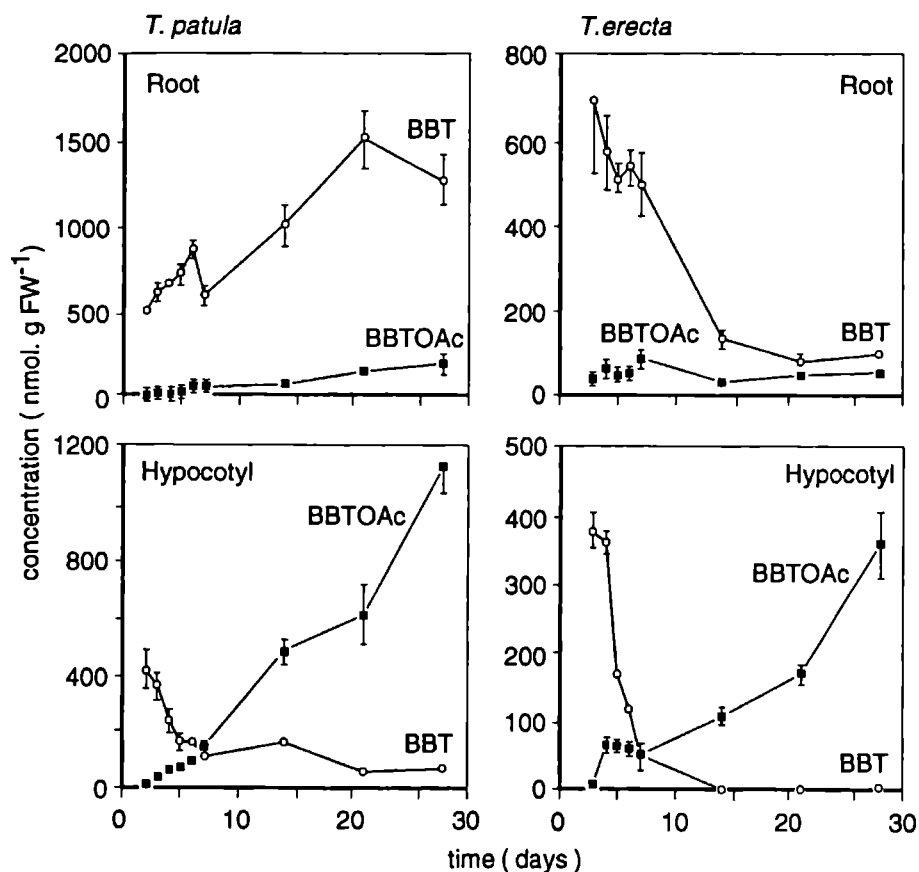 T. patula
T.erecta
2000
1500
1000
500
0
Root
BBT
BBTOAc
800
600
400
200
0
Root
BBTOAc
BBT
concentration ( nmol. g FW⁻¹)
1200
800
400
0
Hypocotyl
BBTOAc
BBT
0
10
20
30
500
400
300
200
100
0
Hypocotyl
BBTOAc
BBT
0
10
20
30
time ( days )